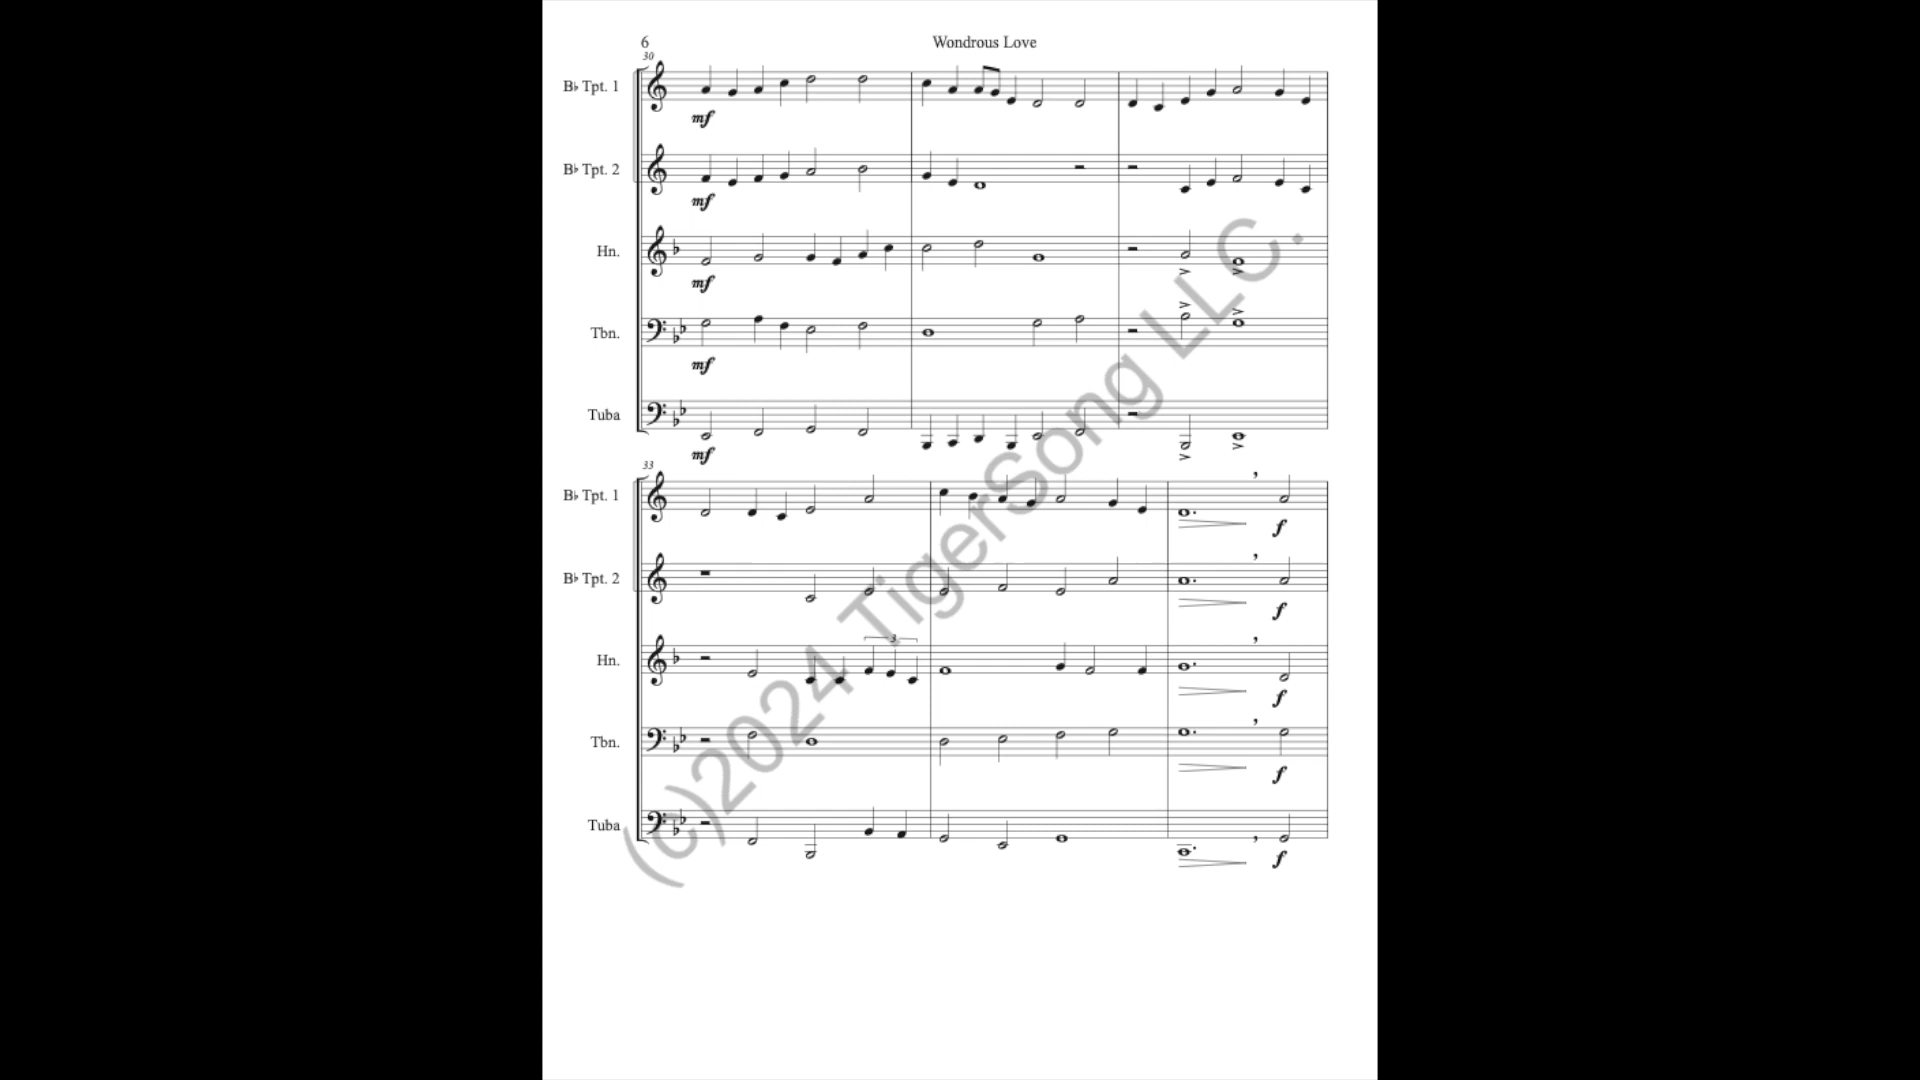 6 Wondrous Love
30
B♭ Tpt. 1
mf
B♭ Tpt. 2
mf
Hn.
mf
Tbn.
mf
Tuba
mf
33
B♭ Tpt. 1
f
B♭ Tpt. 2
f
Hn.
3
f
Tbn.
f
Tuba
f
(c)2024 TigerSong LLC.